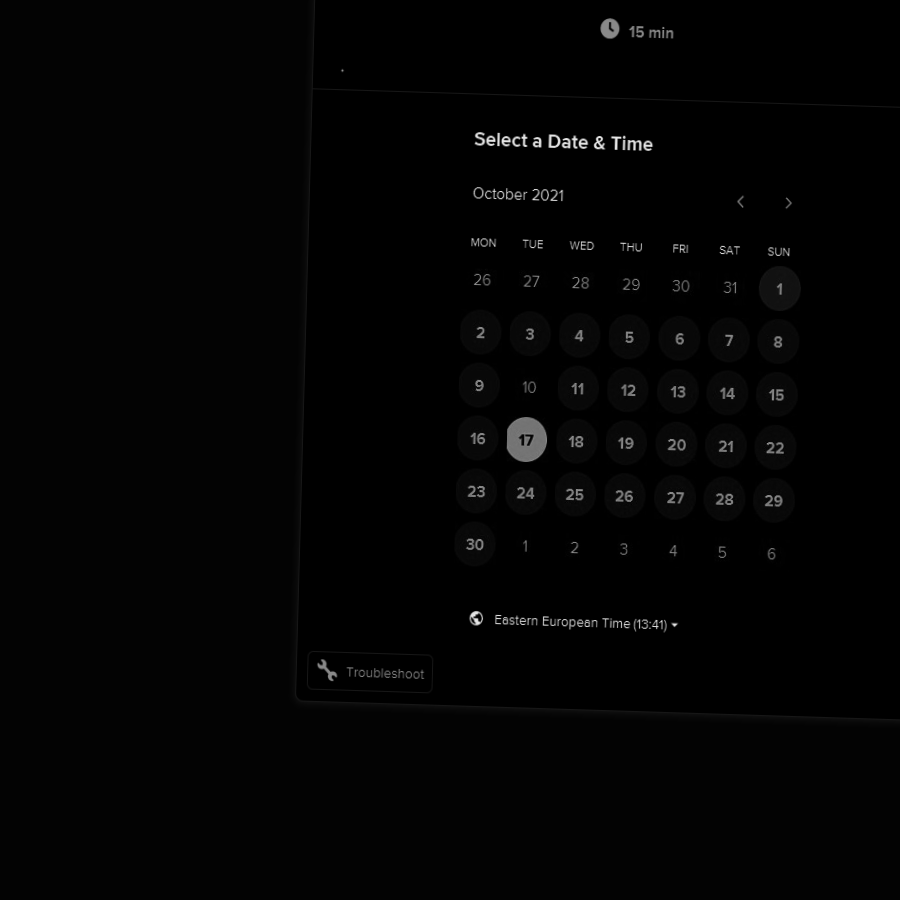 15 min
.
Select a Date & Time
October 2021
MON TUE WED THU FRI SAT SUN
26 27 28 29 30 31 1
2 3 4 5 6 7 8
9 10 11 12 13 14 15
16 17 18 19 20 21 22
23 24 25 26 27 28 29
30 1 2 3 4 5 6
Eastern European Time (13:41)
Troubleshoot